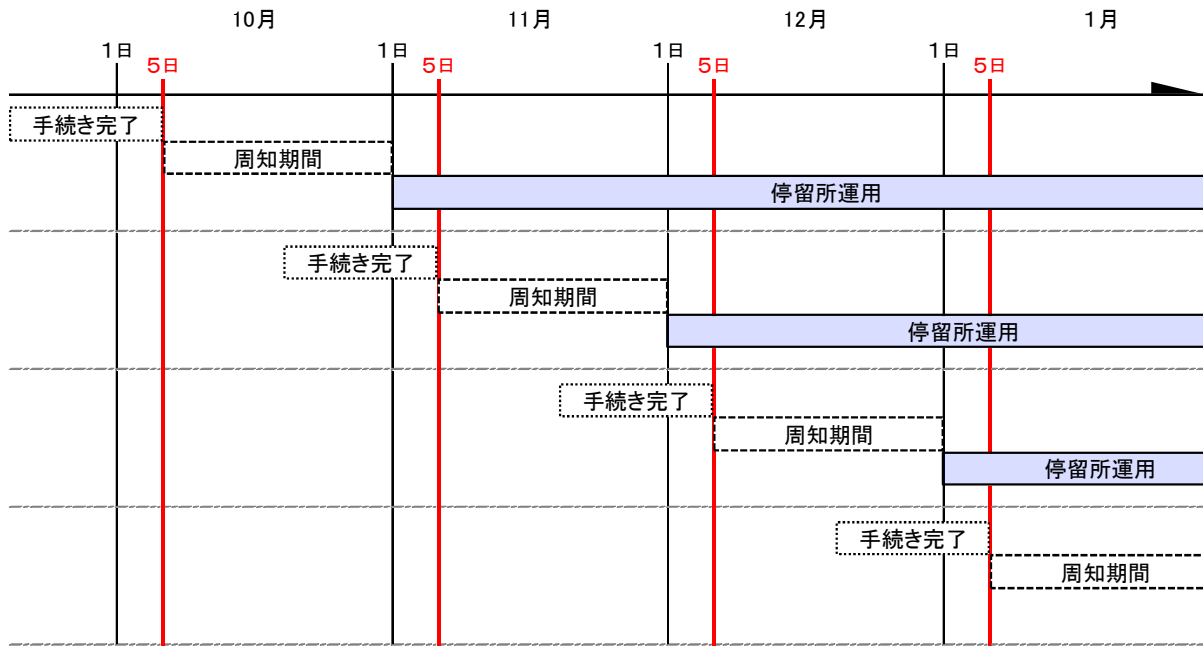 10月
11月
12月
1月
1日
1日
1日
1日
5日
5日
5日
5日
手続き完了
周知期間
停留所運用
手続き完了
周知期間
停留所運用
手続き完了
周知期間
停留所運用
手続き完了
周知期間